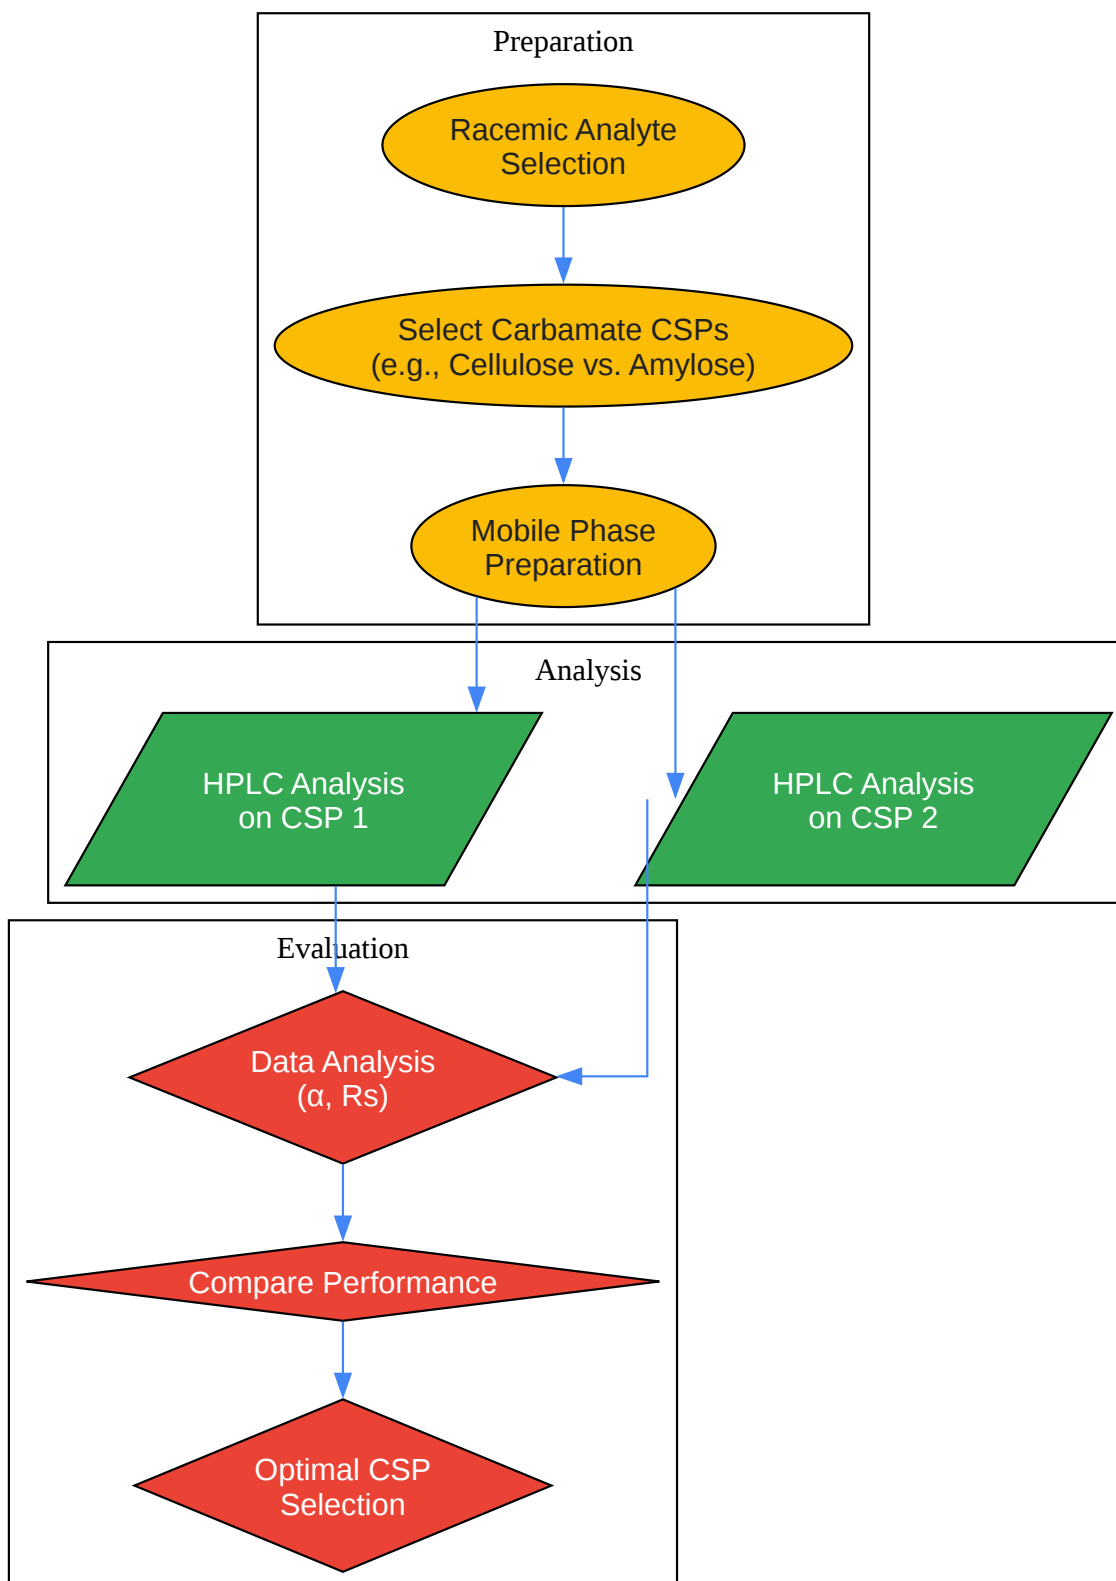 Preparation
Racemic Analyte
Selection
Select Carbamate CSPs
(e.g., Cellulose vs. Amylose)
Mobile Phase
Preparation
Analysis
HPLC Analysis
on CSP 1
HPLC Analysis
on CSP 2
Evaluation
Data Analysis
(α, Rs)
Compare Performance
Optimal CSP
Selection